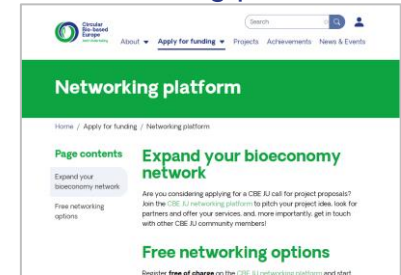 Circular
Bio-based
Europe
Search
About
Apply for funding
Projects
Achievements
News & Events
Networking platform
Home / Apply for funding / Networking platform
Page contents
Expand your
bioeconomy network
Free networking
options
Expand your bioeconomy
network
Are you considering applying for a CBE JU call for project proposals?
Join the CBE JU networking platform to pitch your project idea, look for
partners and offer your services, and, more importantly, get in touch
with other CBE JU community members!
Free networking options
Register free of charge on the CBE JU networking platform and start